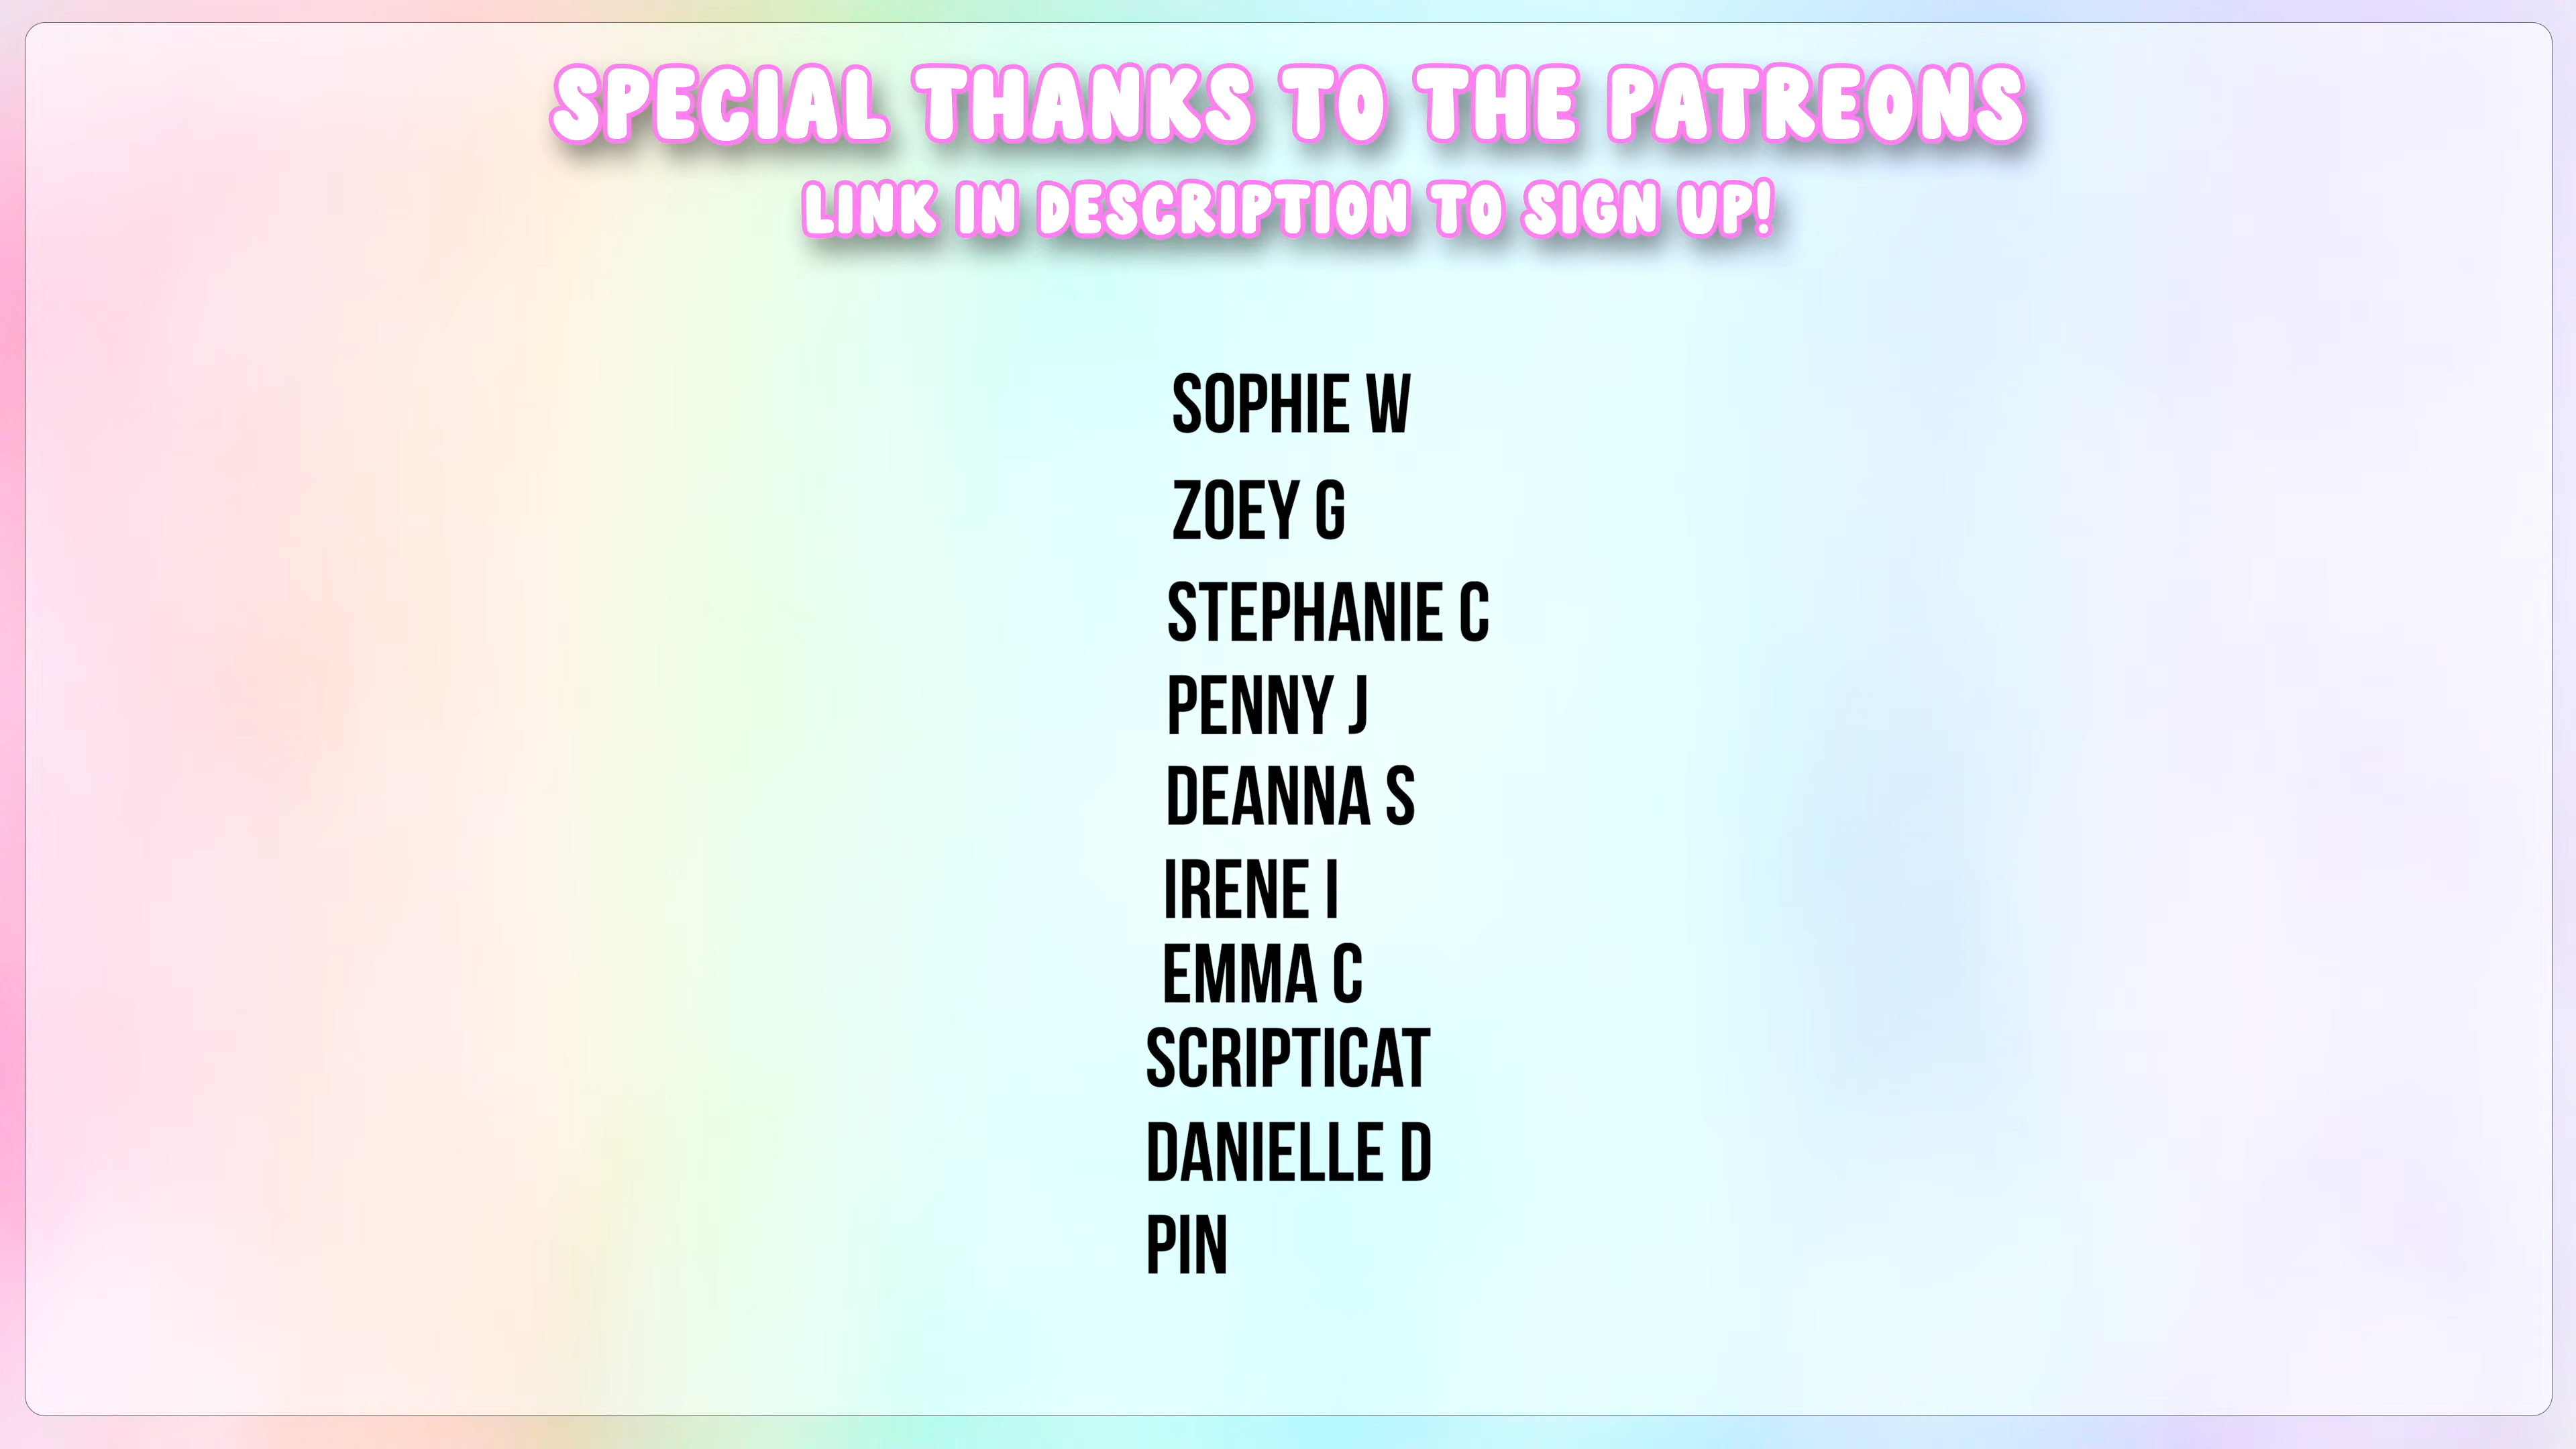 SPECIAL THANKS TO THE PATREONS
LINK IN DESCRIPTION TO SIGN UP!
SOPHIE W
ZOEY G
STEPHANIE C
PENNY J
DEANNA S
IRENE I
EMMA C
SCRIPTICAT
DANIELLE D
PIN